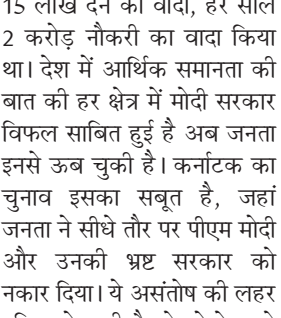 15 लाख देने का वादा, हर साल
2 करोड़ नौकरी का वादा किया
था। देश में आर्थिक समानता की
बात की हर क्षेत्र में मोदी सरकार
विफल साबित हुई है अब जनता
इनसे ऊब चुकी है। कर्नाटक का
चुनाव इसका सबूत है, जहां
जनता ने सीधे तौर पर पीएम मोदी
और उनकी भ्रष्ट सरकार को
नकार दिया। ये असंतोष की लहर